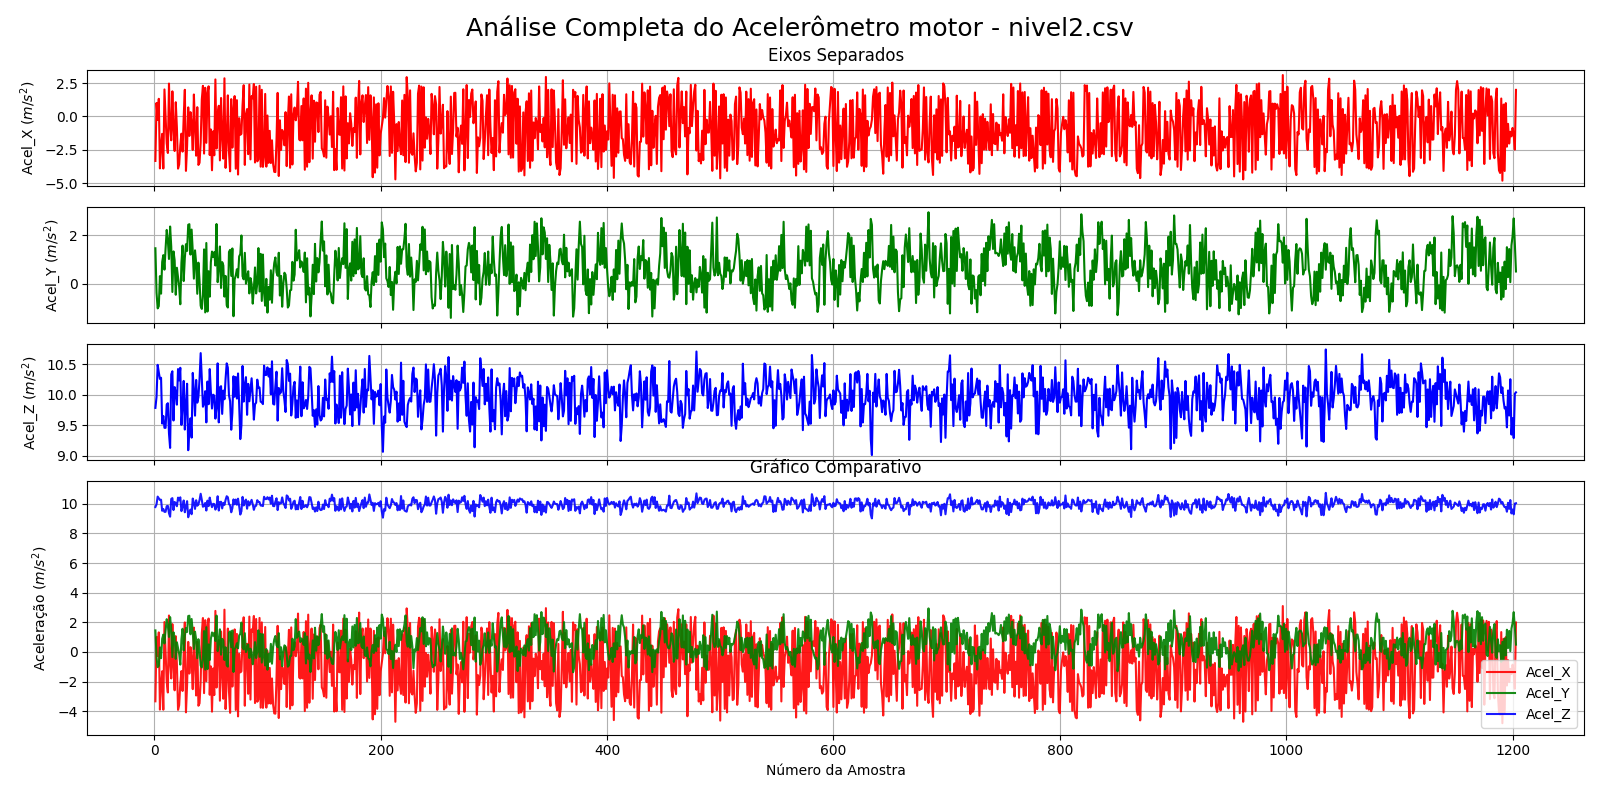 Análise Completa do Acelerômetro motor - nivel2.csv
Eixos Separados
Acel_X (m/s²)
2.5
0.0
−2.5
−5.0
Acel_Y (m/s²)
2
0
Acel_Z (m/s²)
10.5
10.0
9.5
9.0
Gráfico Comparativo
Aceleração (m/s²)
10
8
6
4
2
0
−2
−4
Acel_X
Acel_Y
Acel_Z
0 200 400 600 800 1000 1200
Número da Amostra